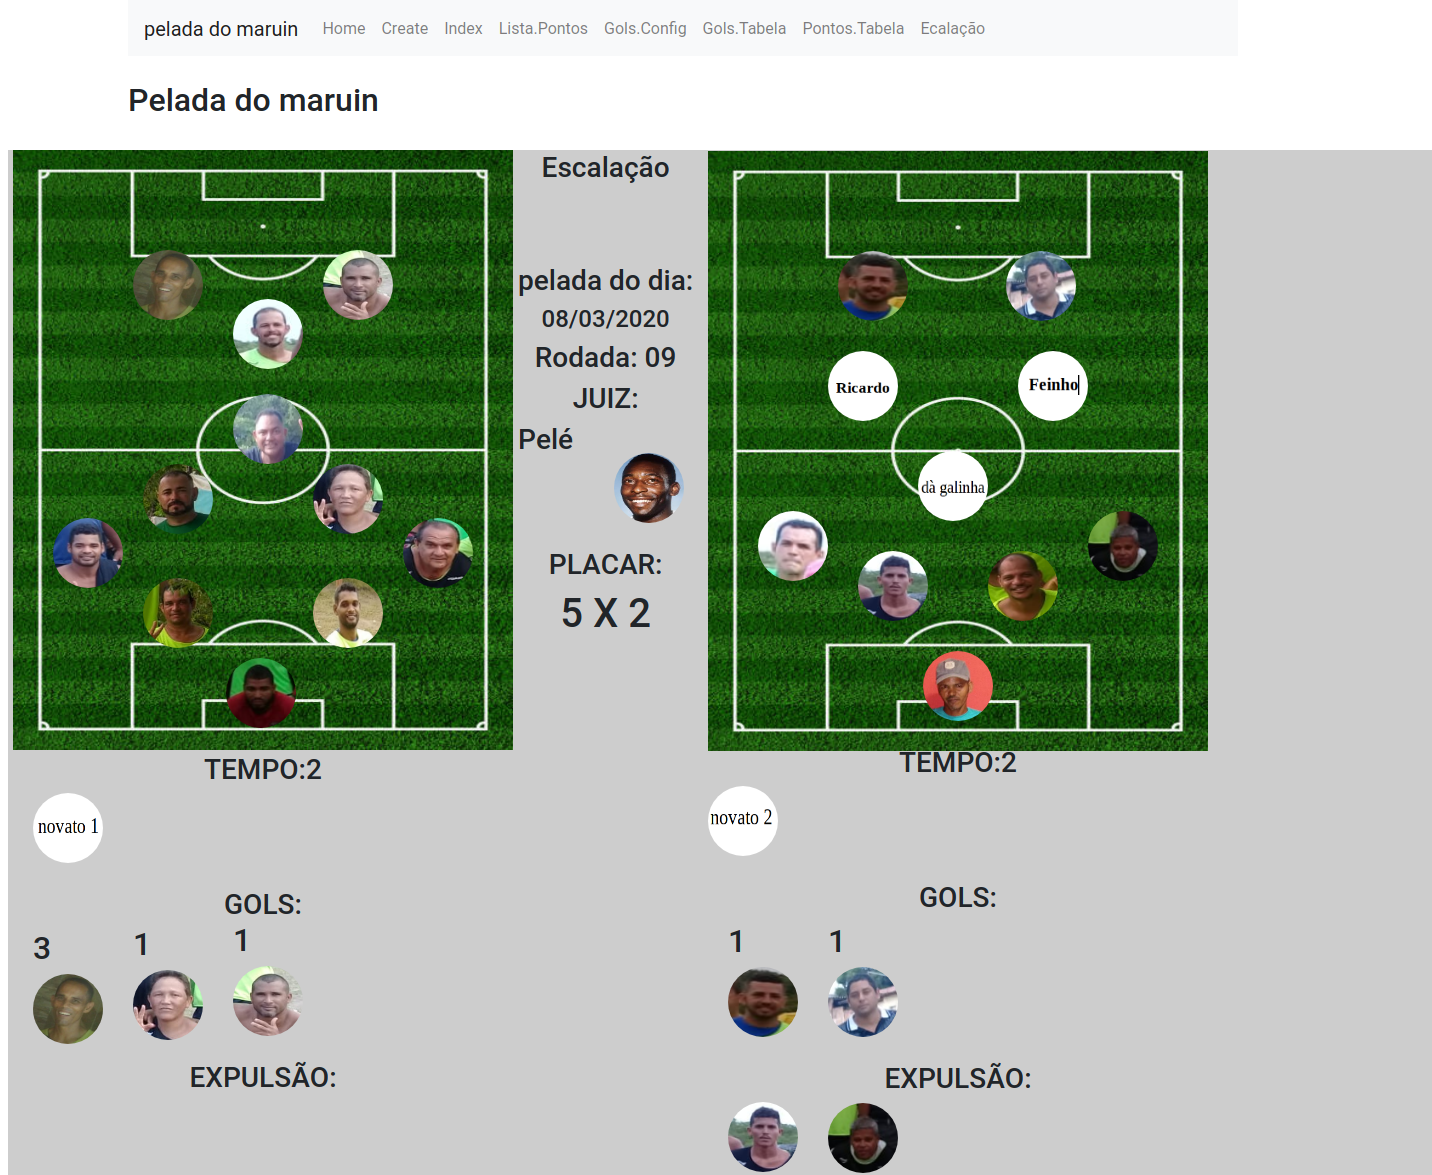 pelada do maruin Home Create Index Lista.Pontos Gols.Config Gols.Tabela Pontos.Tabela Ecalação
Pelada do maruin
Escalação
pelada do dia:
08/03/2020
Rodada: 09
JUIZ:
Pelé
PLACAR:
5 X 2
Ricardo
Feinho
dà galinha
TEMPO:2
novato 1
GOLS:
3 1 1
EXPULSÃO:
TEMPO:2
novato 2
GOLS:
1 1
EXPULSÃO: